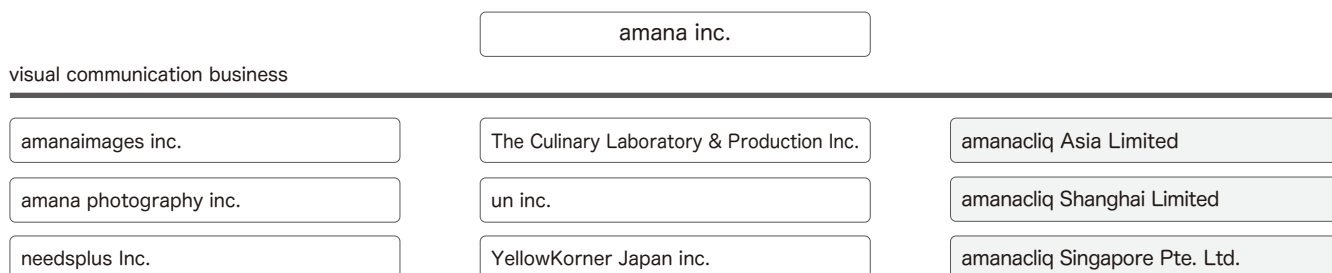 amana inc.
visual communication business
amanaimages inc.
The Culinary Laboratory & Production Inc.
amanacliq Asia Limited
amana photography inc.
un inc.
amanacliq Shanghai Limited
needsplus Inc.
YellowKorner Japan inc.
amanacliq Singapore Pte. Ltd.